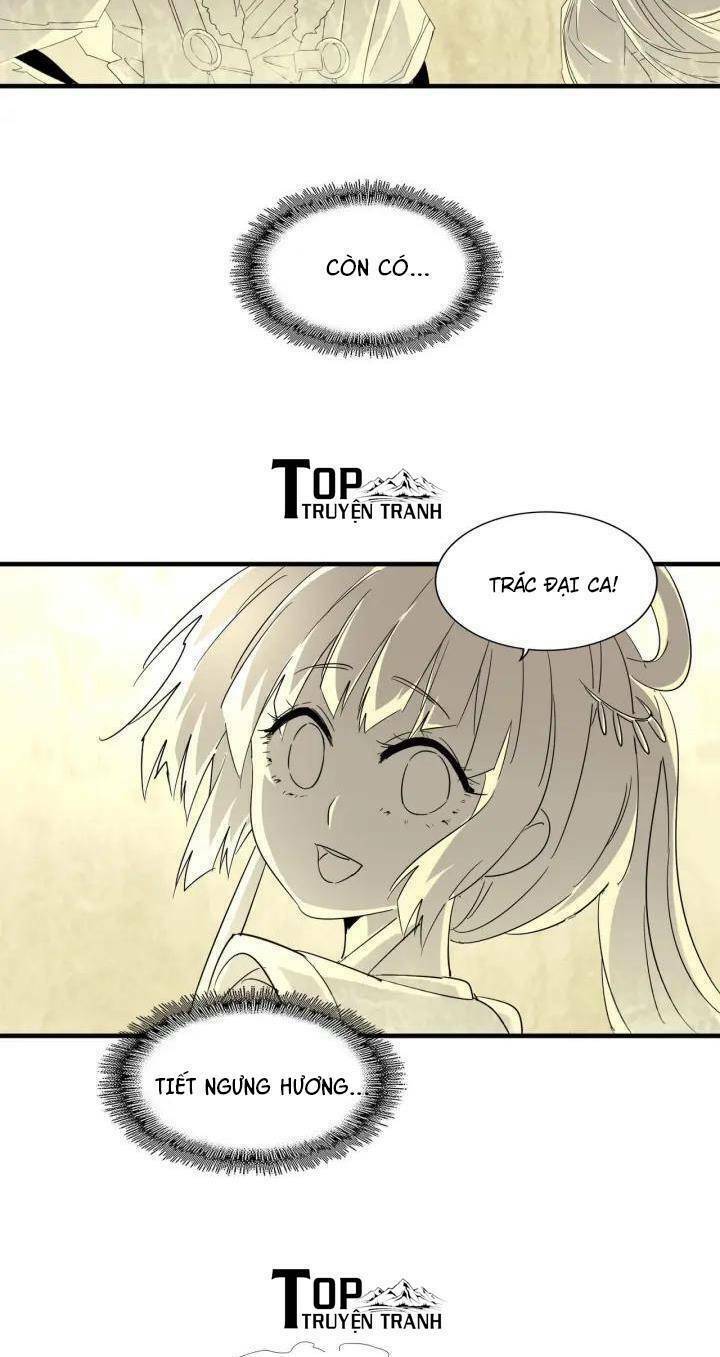 CÒN CÓ...
TOP
TRUYỆN TRANH
TRÁC ĐẠI CA!
TIẾT NGƯNG HƯƠNG...
TOP
TRUYỆN TRANH